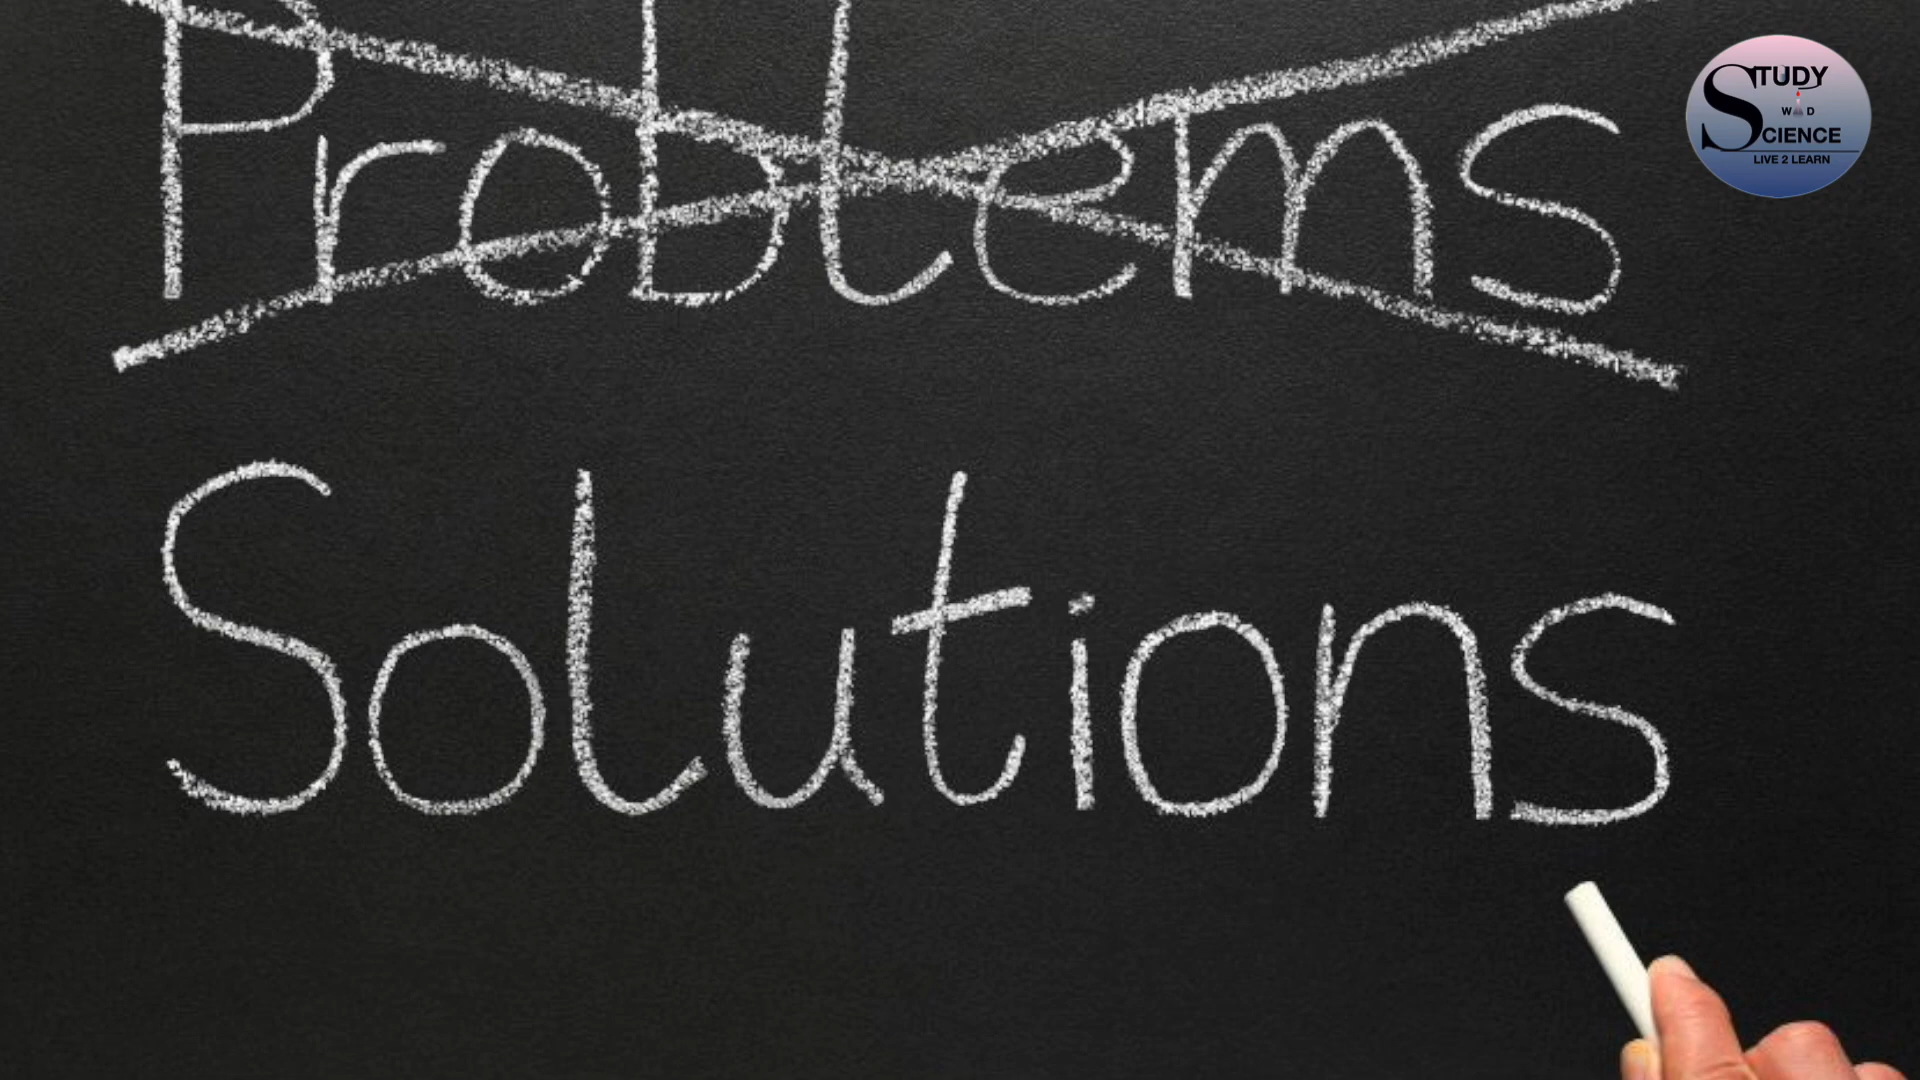 Problems
STUDY
W D
SCIENCE
LIVE 2 LEARN
Solutions